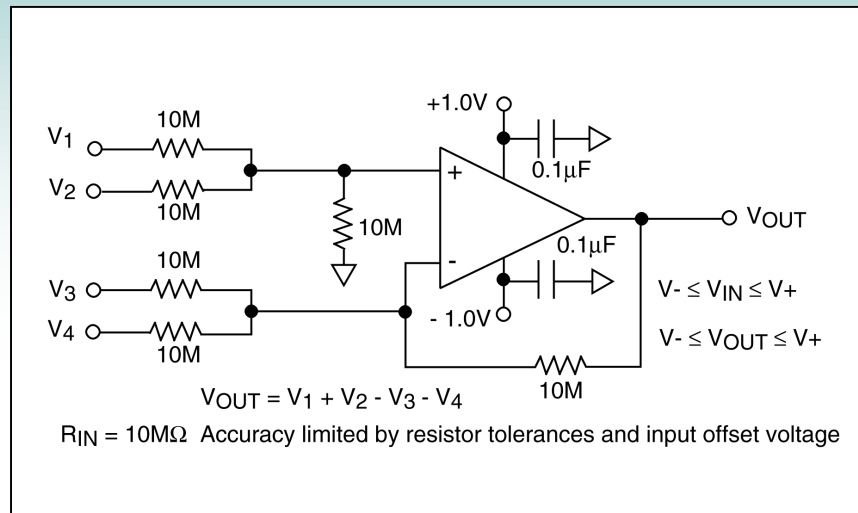 +1.0V
10M
V1
0.1µF
V2
+
10M
10M
VOUT
10M
0.1µF
-
V3
V- ≤ VIN ≤ V+
V4
- 1.0V
10M
V- ≤ VOUT ≤ V+
10M
VOUT = V1 + V2 - V3 - V4
RIN = 10MΩ Accuracy limited by resistor tolerances and input offset voltage